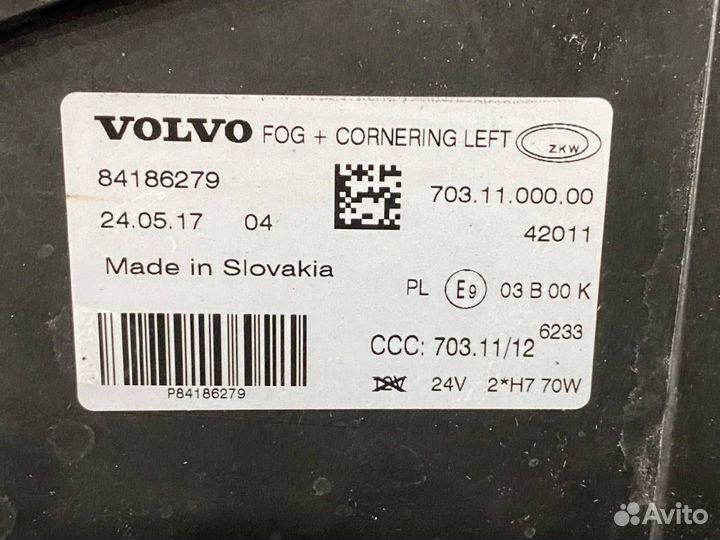 VOLVO FOG + CORNERING LEFT ZKW
84186279
703.11.000.00
24.05.17 04
42011
Made in Slovakia
PL E9 03 B 00 K
6233
CCC: 703.11/12
12V 24V 2*H7 70W
P84186279
Avito